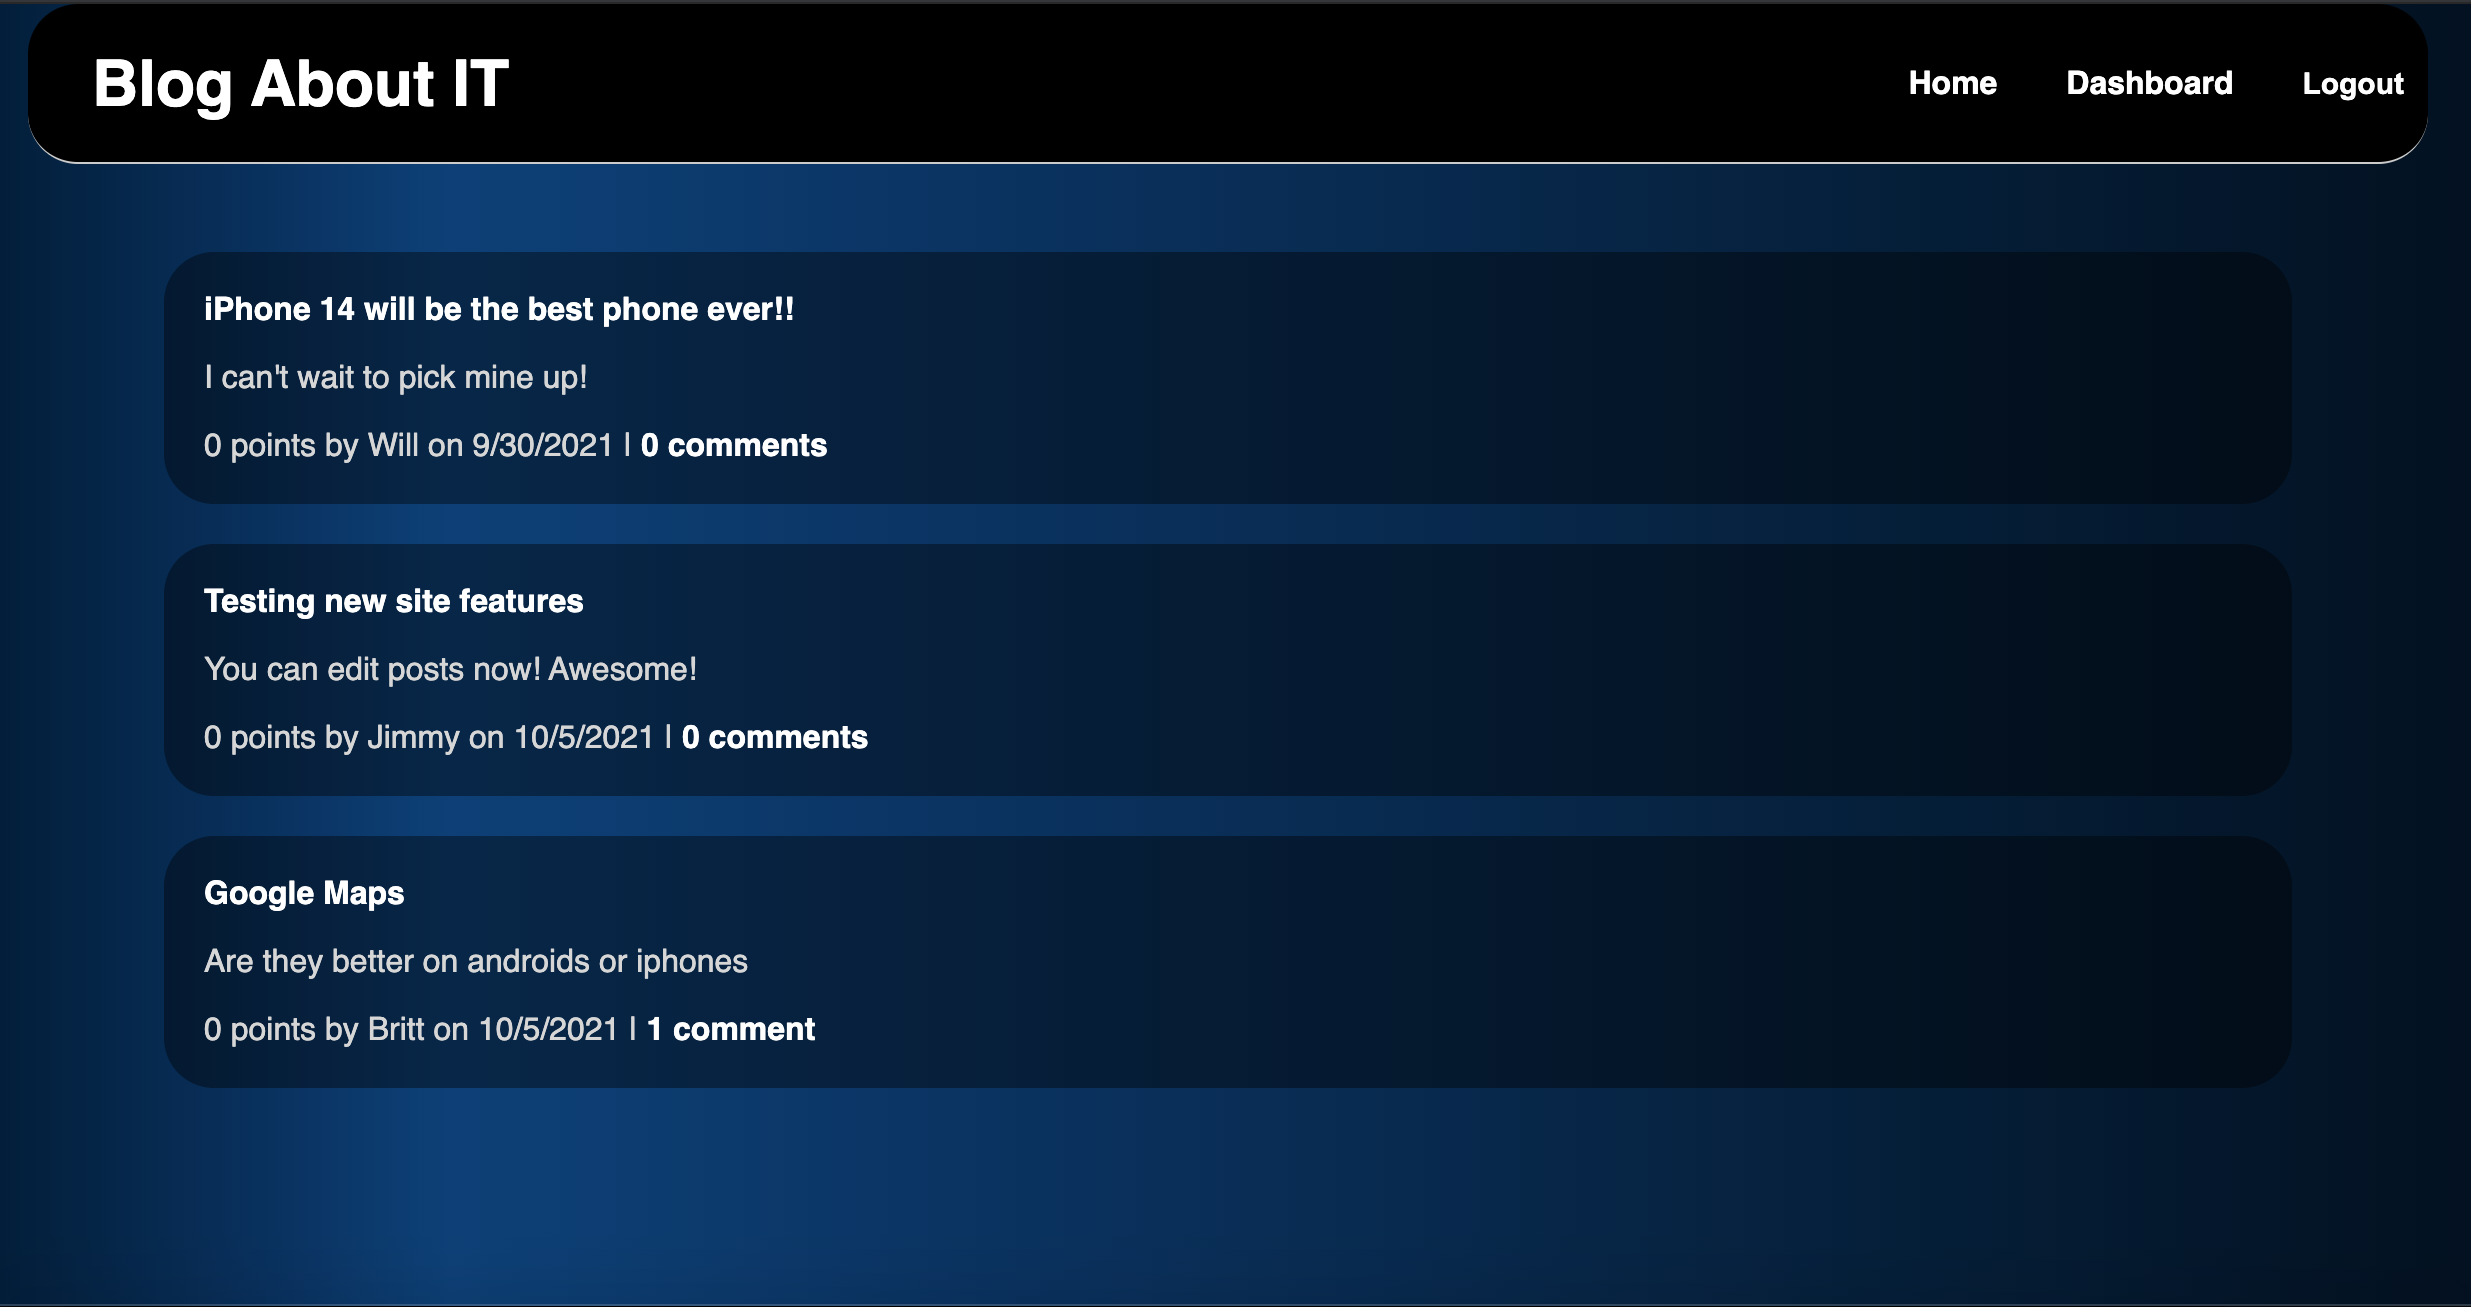 Blog About IT
Home Dashboard Logout
iPhone 14 will be the best phone ever!!
I can't wait to pick mine up!
0 points by Will on 9/30/2021 | 0 comments
Testing new site features
You can edit posts now! Awesome!
0 points by Jimmy on 10/5/2021 | 0 comments
Google Maps
Are they better on androids or iphones
0 points by Britt on 10/5/2021 | 1 comment